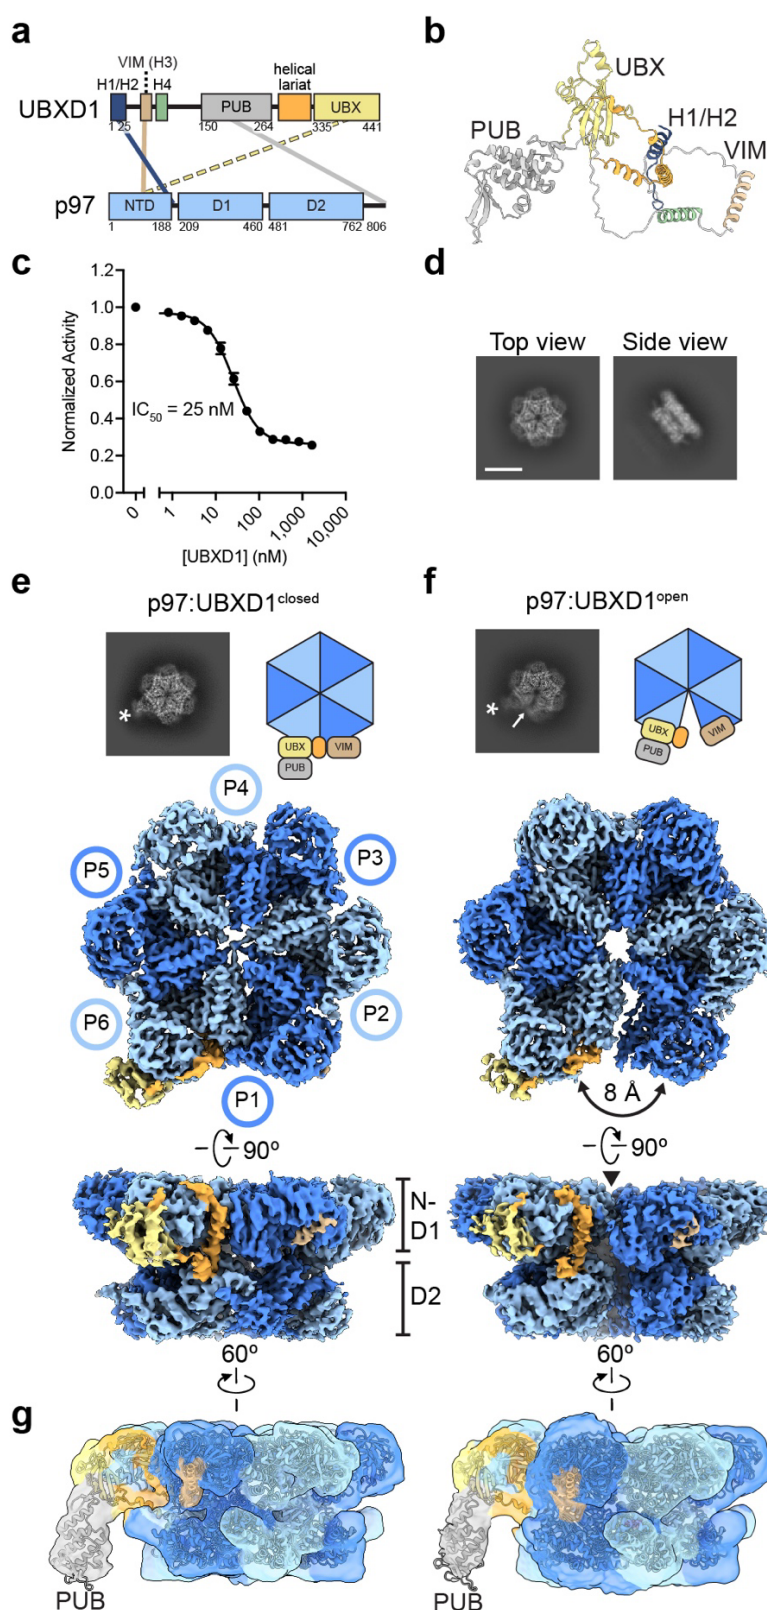 a
VIM (H3)
H1/H2 H4
helical
lariat
UBXD1
PUB
UBX
1 25 150 264 335 441
p97
NTD D1 D2
1 188 209 460 481 762 806
b
UBX
PUB
H1/H2
VIM
c
Normalized Activity
1.2
1.0
0.8
0.6
0.4
0.2
0.0
IC50 = 25 nM
0 1 10 100 1,000 10,000
[UBXD1] (nM)
d
Top view Side view
e
p97:UBXD1closed
*
UBX VIM
PUB
P4
P5
P3
P6
P2
P1
90º
N-
D1
D2
60º
f
p97:UBXD1open
*
UBX VIM
PUB
8 Å
90º
60º
g
PUB
PUB